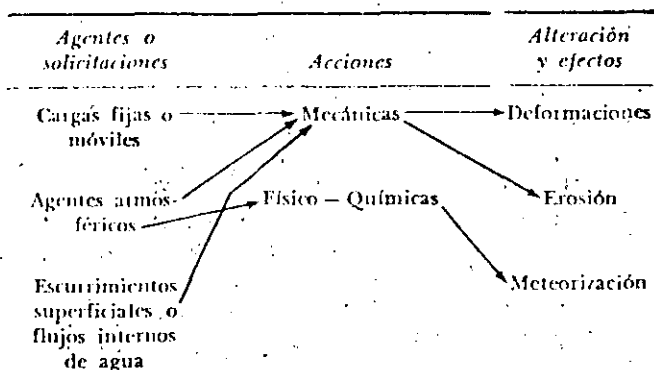 Agentes o
solicitaciones
Acciones
Alteración
y efectos
Cargas fijas o
móviles
Mecánicas
Deformaciones
Agentes atmos-
féricos
Físico – Químicas
Erosión
Escurrimientos
superficiales o
flujos internos
de agua
Meteorización